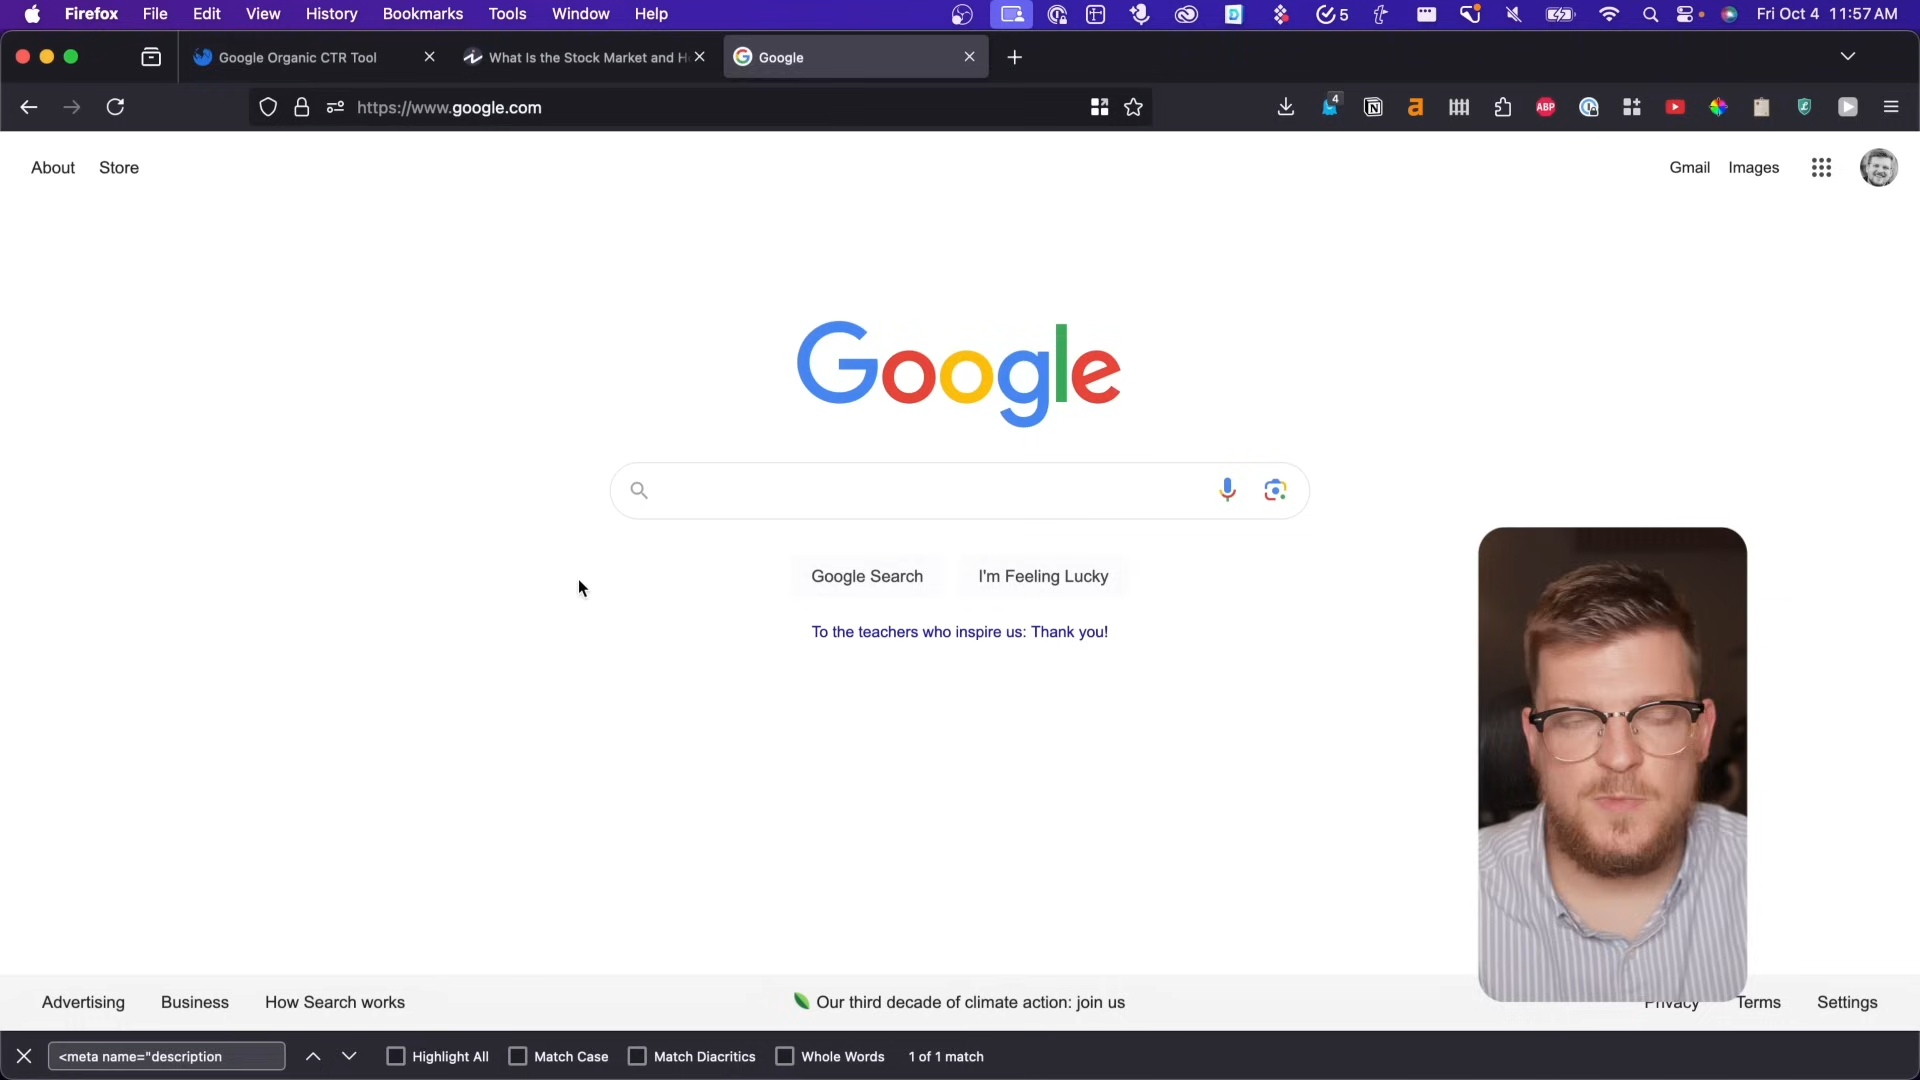 Firefox File Edit View History Bookmarks Tools Window Help 5 Fri Oct 4 11:57 AM
Google Organic CTR Tool What Is the Stock Market and H Google
https://www.google.com 4 a ABP
About Store Gmail Images
Google
Google Search I'm Feeling Lucky
To the teachers who inspire us: Thank you!
Advertising Business How Search works Our third decade of climate action: join us Privacy Terms Settings
<meta name="description Highlight All Match Case Match Diacritics Whole Words 1 of 1 match